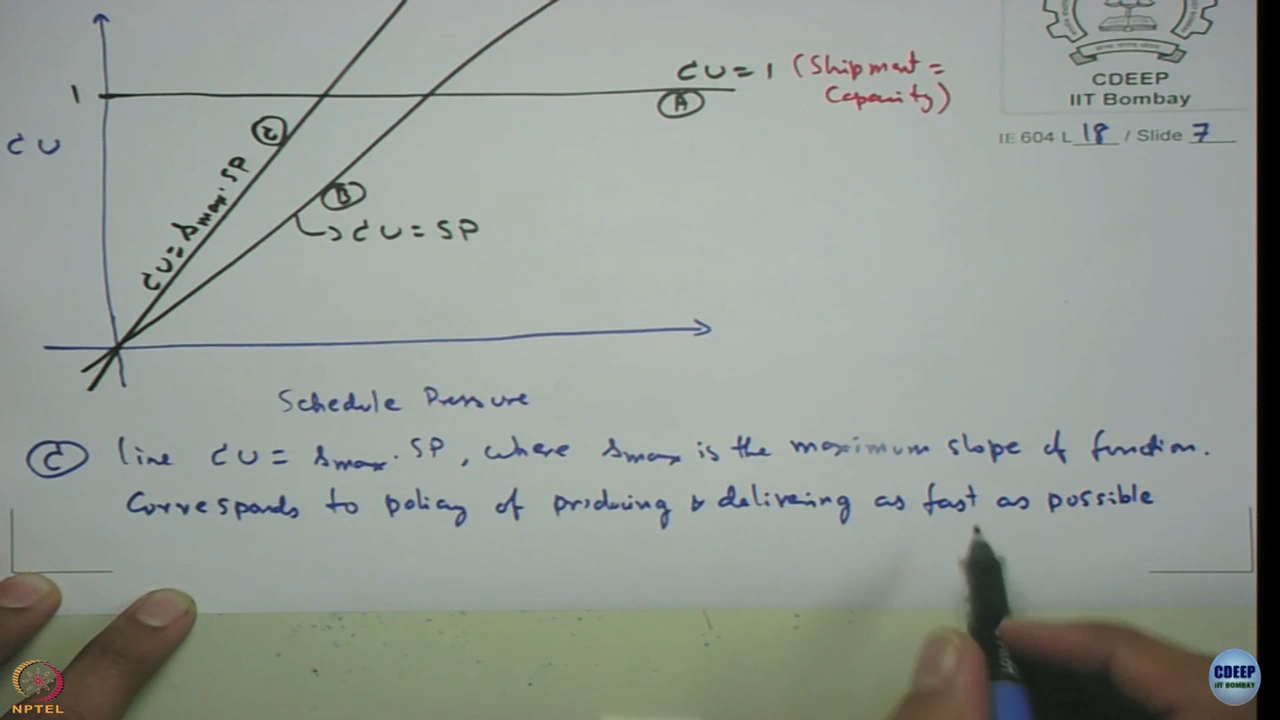 CDEEP
IIT Bombay
IE 604 L 18 / Slide 7
CU = 1 (Shipment =
Capacity)
A
1
CU
C
CU = smax. SP
B
CU = SP
Schedule Pressure
C line CU = smax. SP, where smax is the maximum slope of function.
Corresponds to policy of producing & delivering as fast as possible
NPTEL
CDEEP
IIT BOMBAY